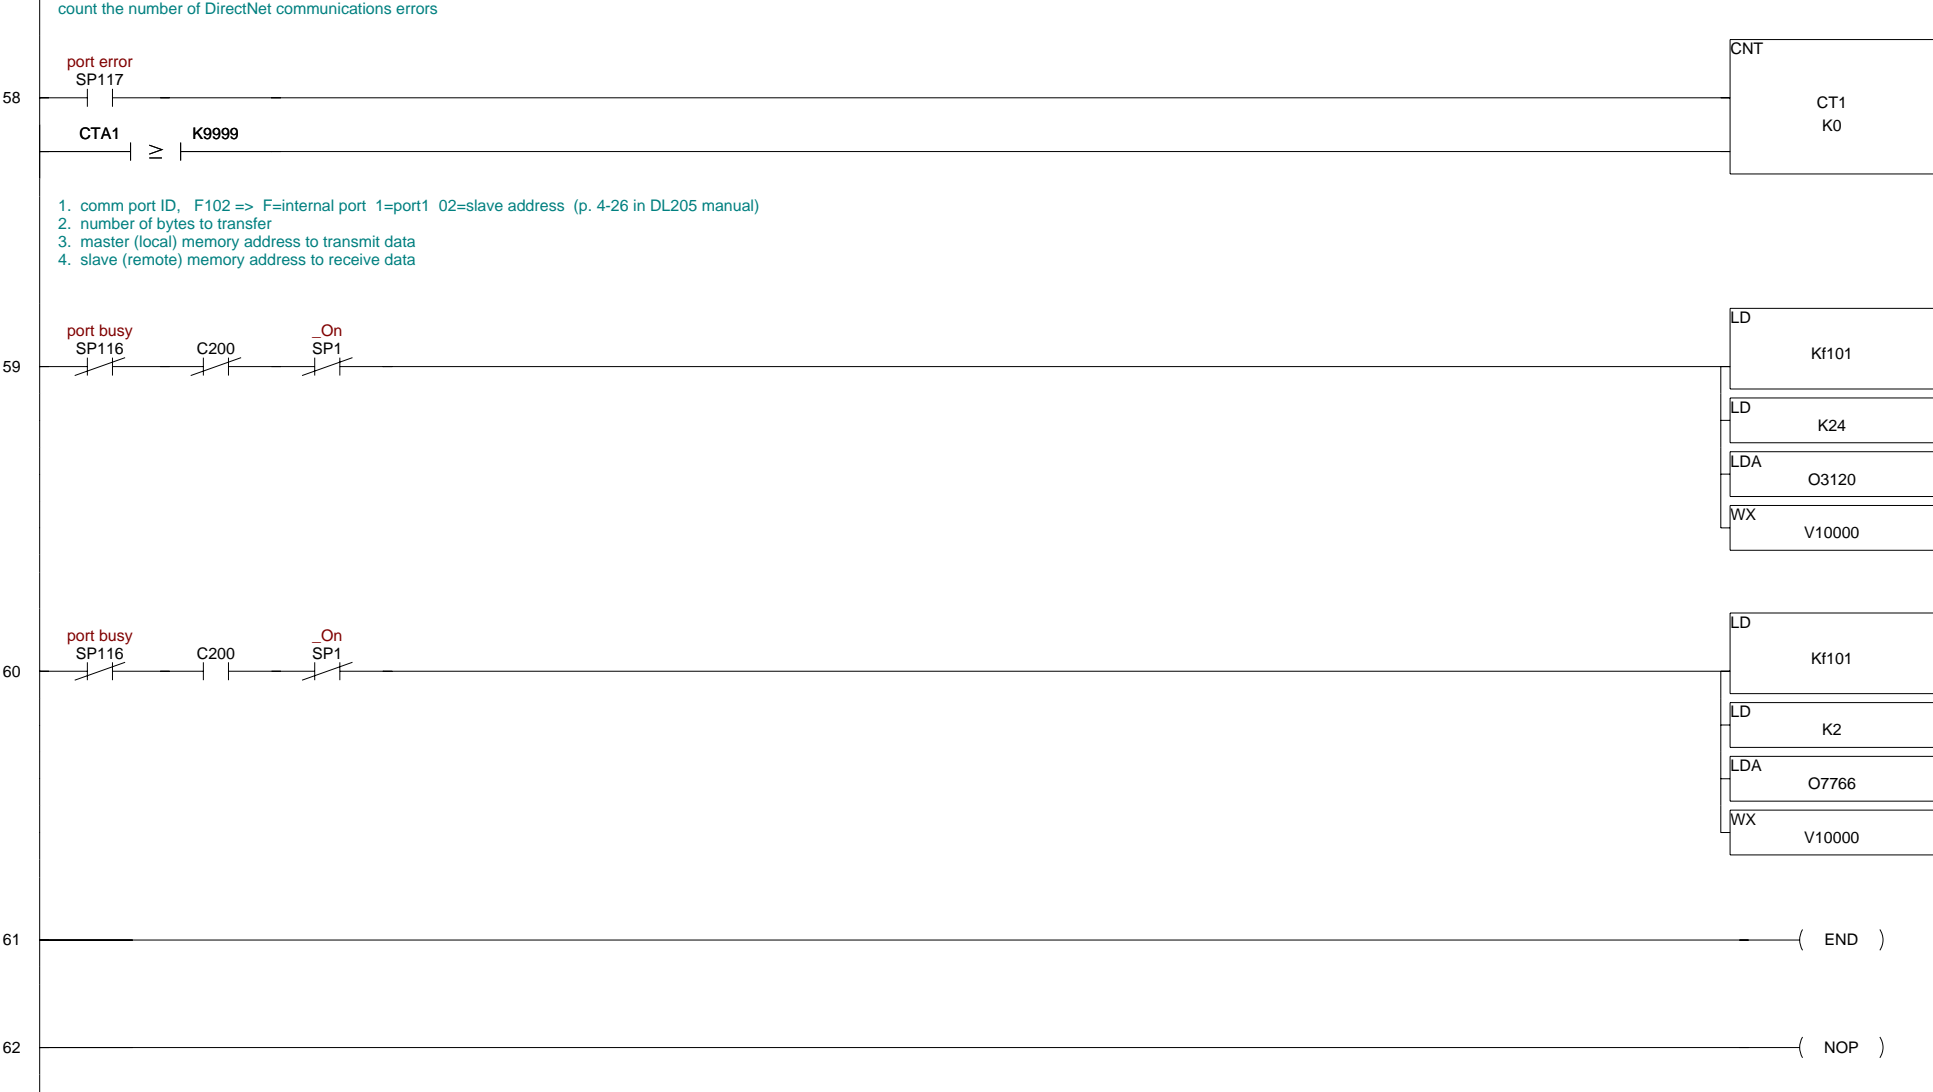 count the number of DirectNet communications errors
port error
SP117
CNT
58
CT1
K0
CTA1 ≥ K9999
1. comm port ID, F102 => F=internal port 1=port1 02=slave address (p. 4-26 in DL205 manual)
2. number of bytes to transfer
3. master (local) memory address to transmit data
4. slave (remote) memory address to receive data
port busy _On
SP116 C200 SP1
59
LD
Kf101
LD
K24
LDA
O3120
WX
V10000
port busy _On
SP116 C200 SP1
60
LD
Kf101
LD
K2
LDA
O7766
WX
V10000
61 ( END )
62 ( NOP )